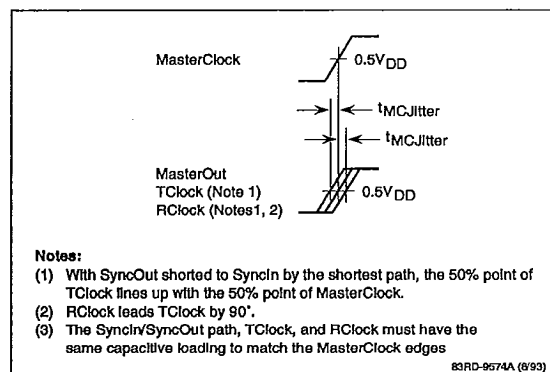 MasterClock
0.5VDD
tMCJitter
tMCJitter
MasterOut
TClock (Note 1)
0.5VDD
RClock (Notes1, 2)
Notes:
(1) With SyncOut shorted to SyncIn by the shortest path, the 50% point of
TClock lines up with the 50% point of MasterClock.
(2) RClock leads TClock by 90°.
(3) The SyncIn/SyncOut path, TClock, and RClock must have the
same capacitive loading to match the MasterClock edges
83RD-9574A (6/93)